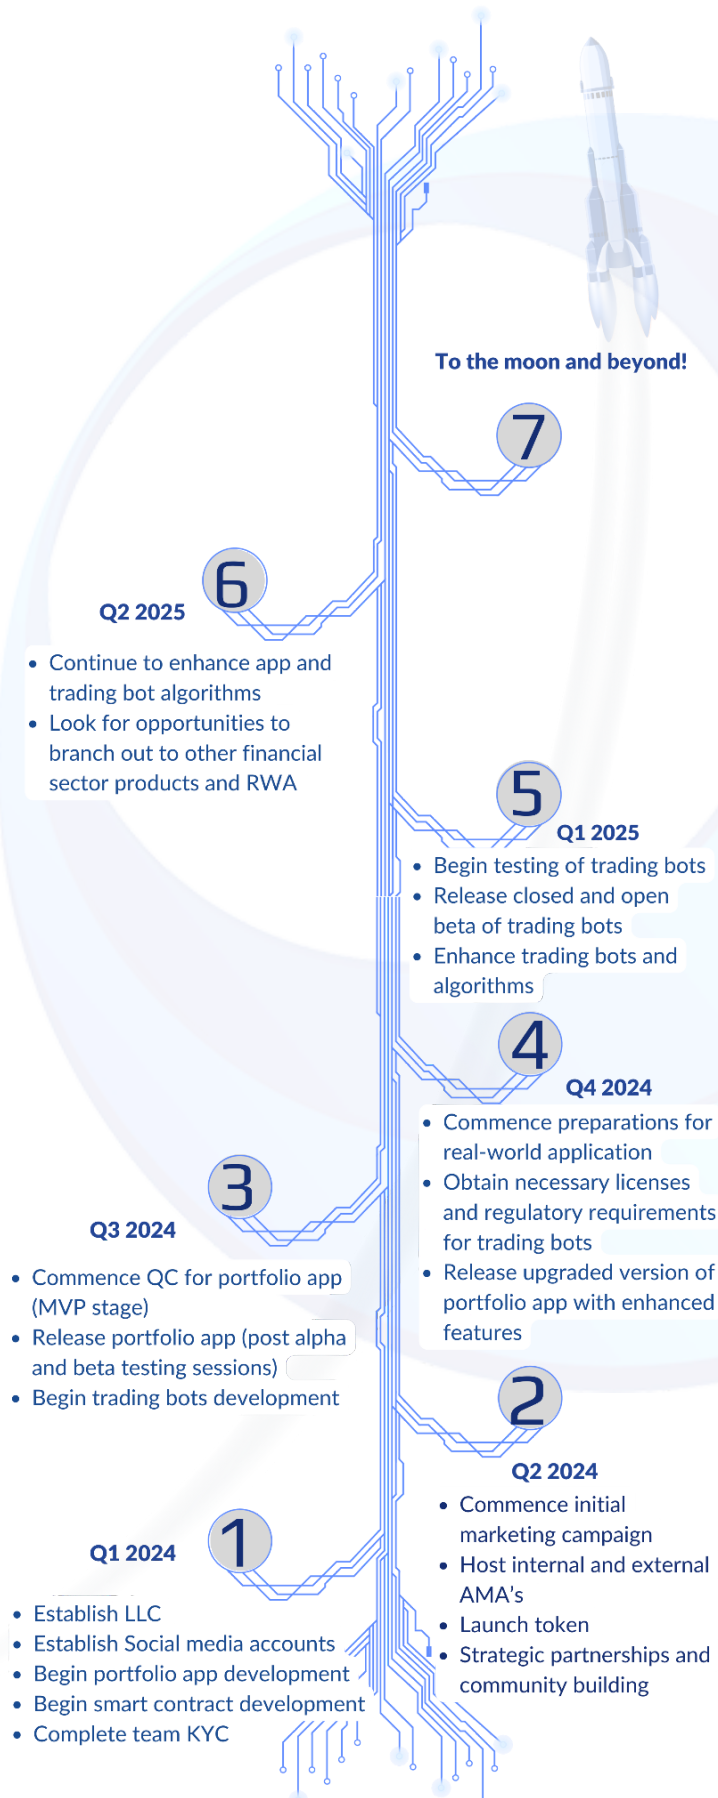 To the moon and beyond!
7
6
Q2 2025
• Continue to enhance app and
trading bot algorithms
• Look for opportunities to
branch out to other financial
sector products and RWA
5
Q1 2025
• Begin testing of trading bots
• Release closed and open
beta of trading bots
• Enhance trading bots and
algorithms
4
Q4 2024
• Commence preparations for
real-world application
• Obtain necessary licenses
and regulatory requirements
for trading bots
• Release upgraded version of
portfolio app with enhanced
features
3
Q3 2024
• Commence QC for portfolio app
(MVP stage)
• Release portfolio app (post alpha
and beta testing sessions)
• Begin trading bots development
2
Q2 2024
• Commence initial
marketing campaign
• Host internal and external
AMA's
• Launch token
• Strategic partnerships and
community building
1
Q1 2024
• Establish LLC
• Establish Social media accounts
• Begin portfolio app development
• Begin smart contract development
• Complete team KYC